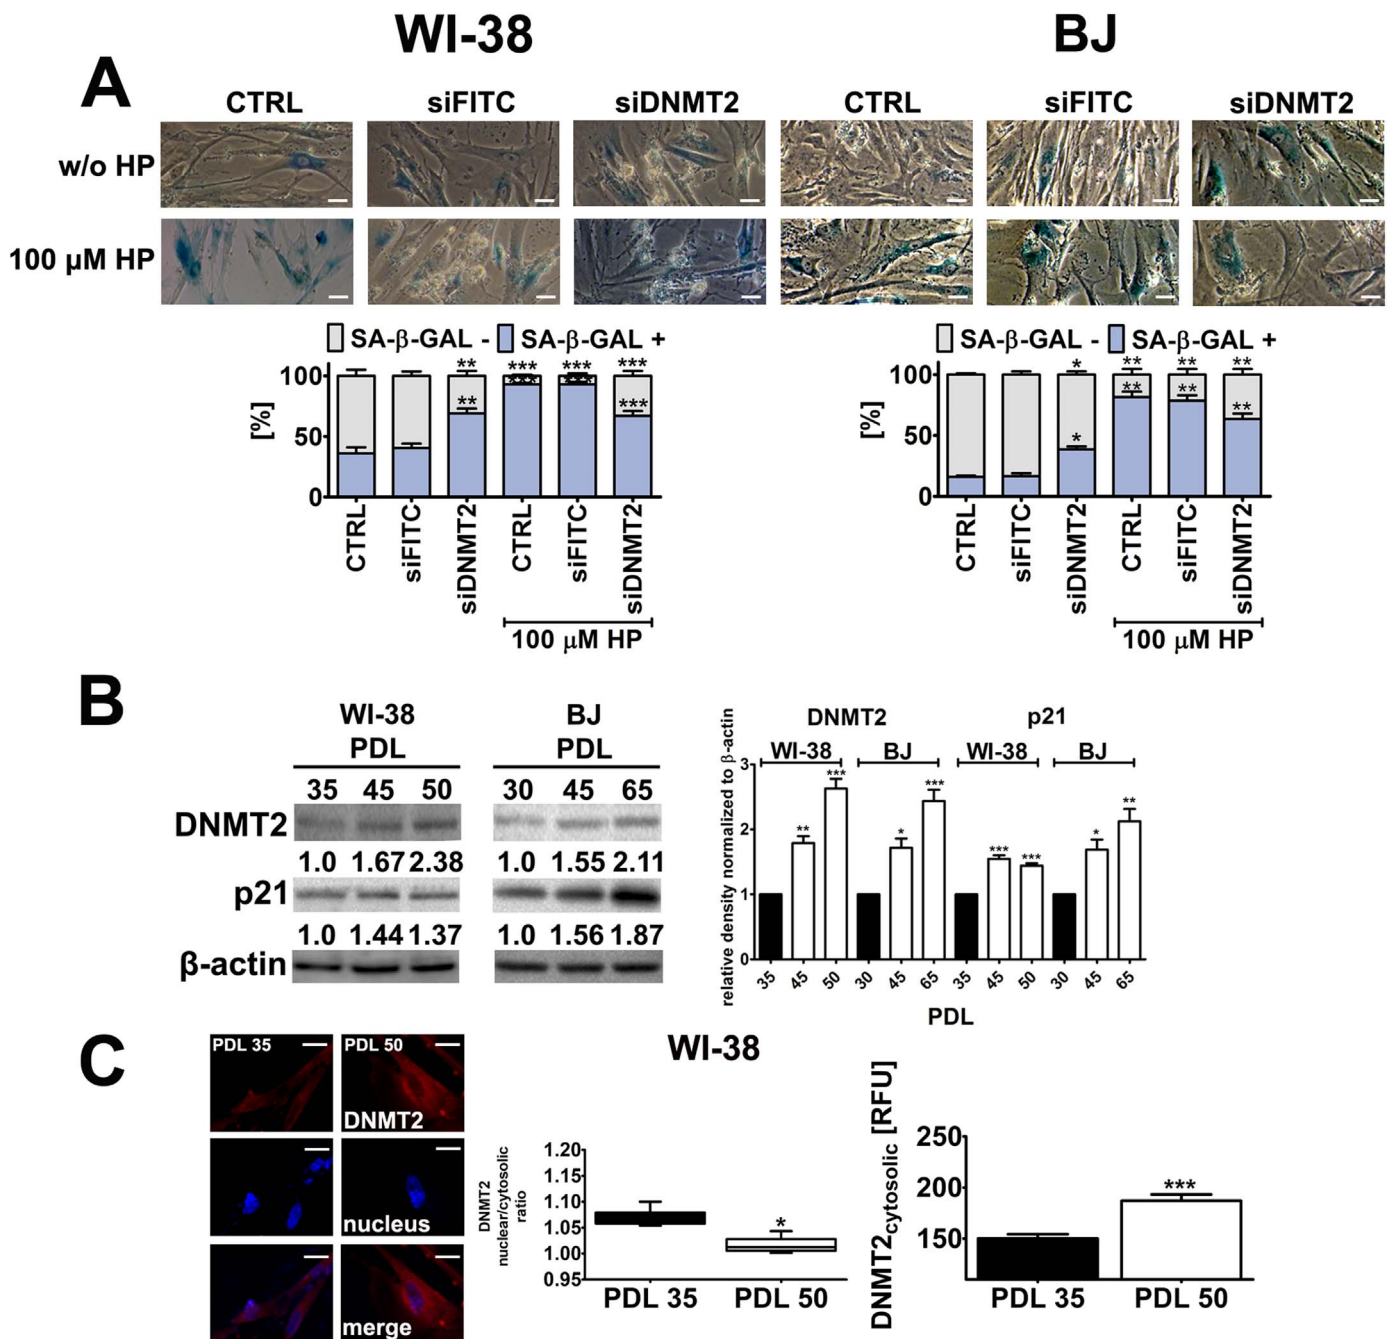 WI-38 BJ
A
CTRL siFITC siDNMT2 CTRL siFITC siDNMT2
w/o HP
100 µM HP
SA-β-GAL - SA-β-GAL + SA-β-GAL - SA-β-GAL +
** *** *** *** * ** ** **
100 100
*** ***
** *** ** ** **
[%] [%]
50 50
*
0 0
CTRL siFITC siDNMT2 CTRL siFITC siDNMT2 CTRL siFITC siDNMT2 CTRL siFITC siDNMT2
100 µM HP 100 µM HP
B
WI-38 BJ
PDL PDL
35 45 50 30 45 65
DNMT2
1.0 1.67 2.38 1.0 1.55 2.11
p21
1.0 1.44 1.37 1.0 1.56 1.87
β-actin
relative density normalized to β-actin
DNMT2 p21
WI-38 BJ WI-38 BJ
3
*** ***
** * *** *** * **
2
1
0
35 45 50 30 45 65 35 45 50 30 45 65
PDL
C
PDL 35 PDL 50
DNMT2
nucleus
merge
WI-38
DNMT2
nuclear/cytosolic
ratio
1.20
1.15
1.10
1.05
1.00
0.95
*
PDL 35 PDL 50
DNMT2cytosolic [RFU]
250
200
150
***
PDL 35 PDL 50